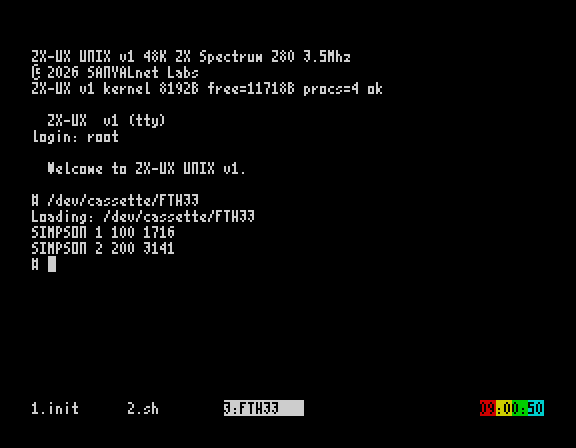 ZX-UX UNIX v1 48K ZX Spectrum Z80 3.5Mhz
© 2026 SANYALnet Labs
ZX-UX v1 kernel 8192B free=11718B procs=4 ok
ZX-UX  v1 (tty)
login: root
Welcome to ZX-UX UNIX v1.
# /dev/cassette/FTH33
Loading: /dev/cassette/FTH33
SIMPSON 1 100 1716
SIMPSON 2 200 3141
#
1.init 2.sh 3.FTH33 09:00:50